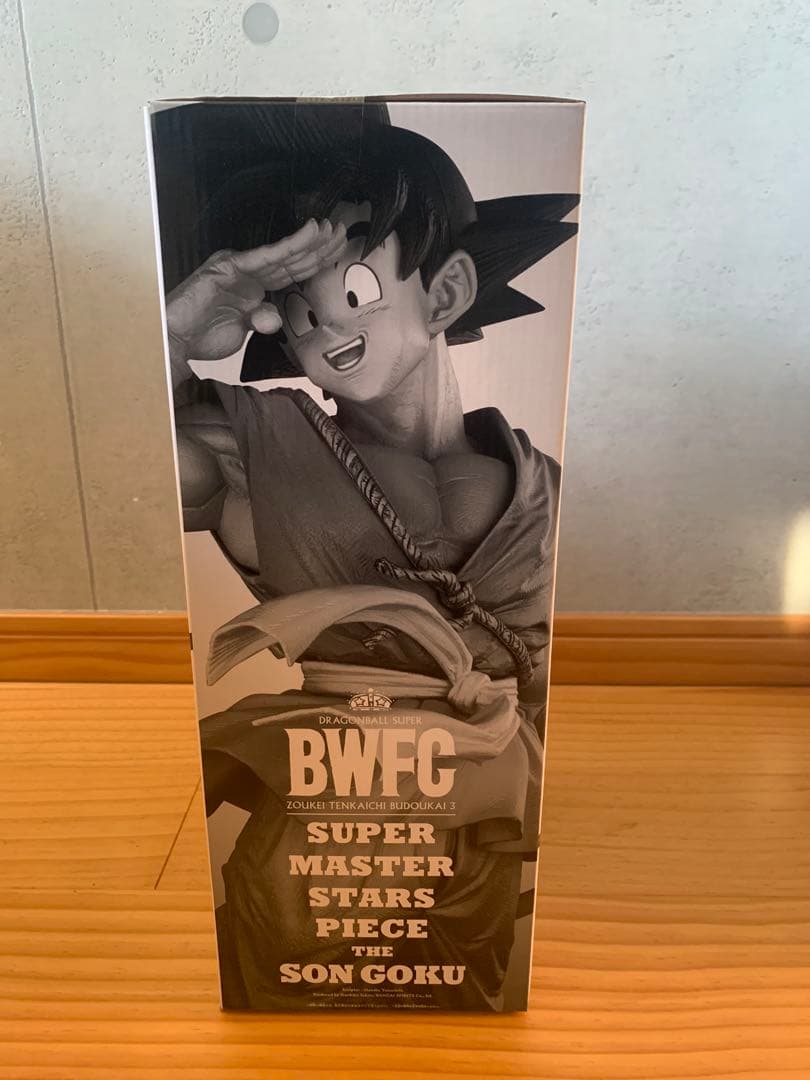 DRAGONBALL SUPER
BWFC
ZOUKEI TENKAICHI BUDOUKAI 3
SUPER
MASTER
STARS
PIECE
THE
SON GOKU